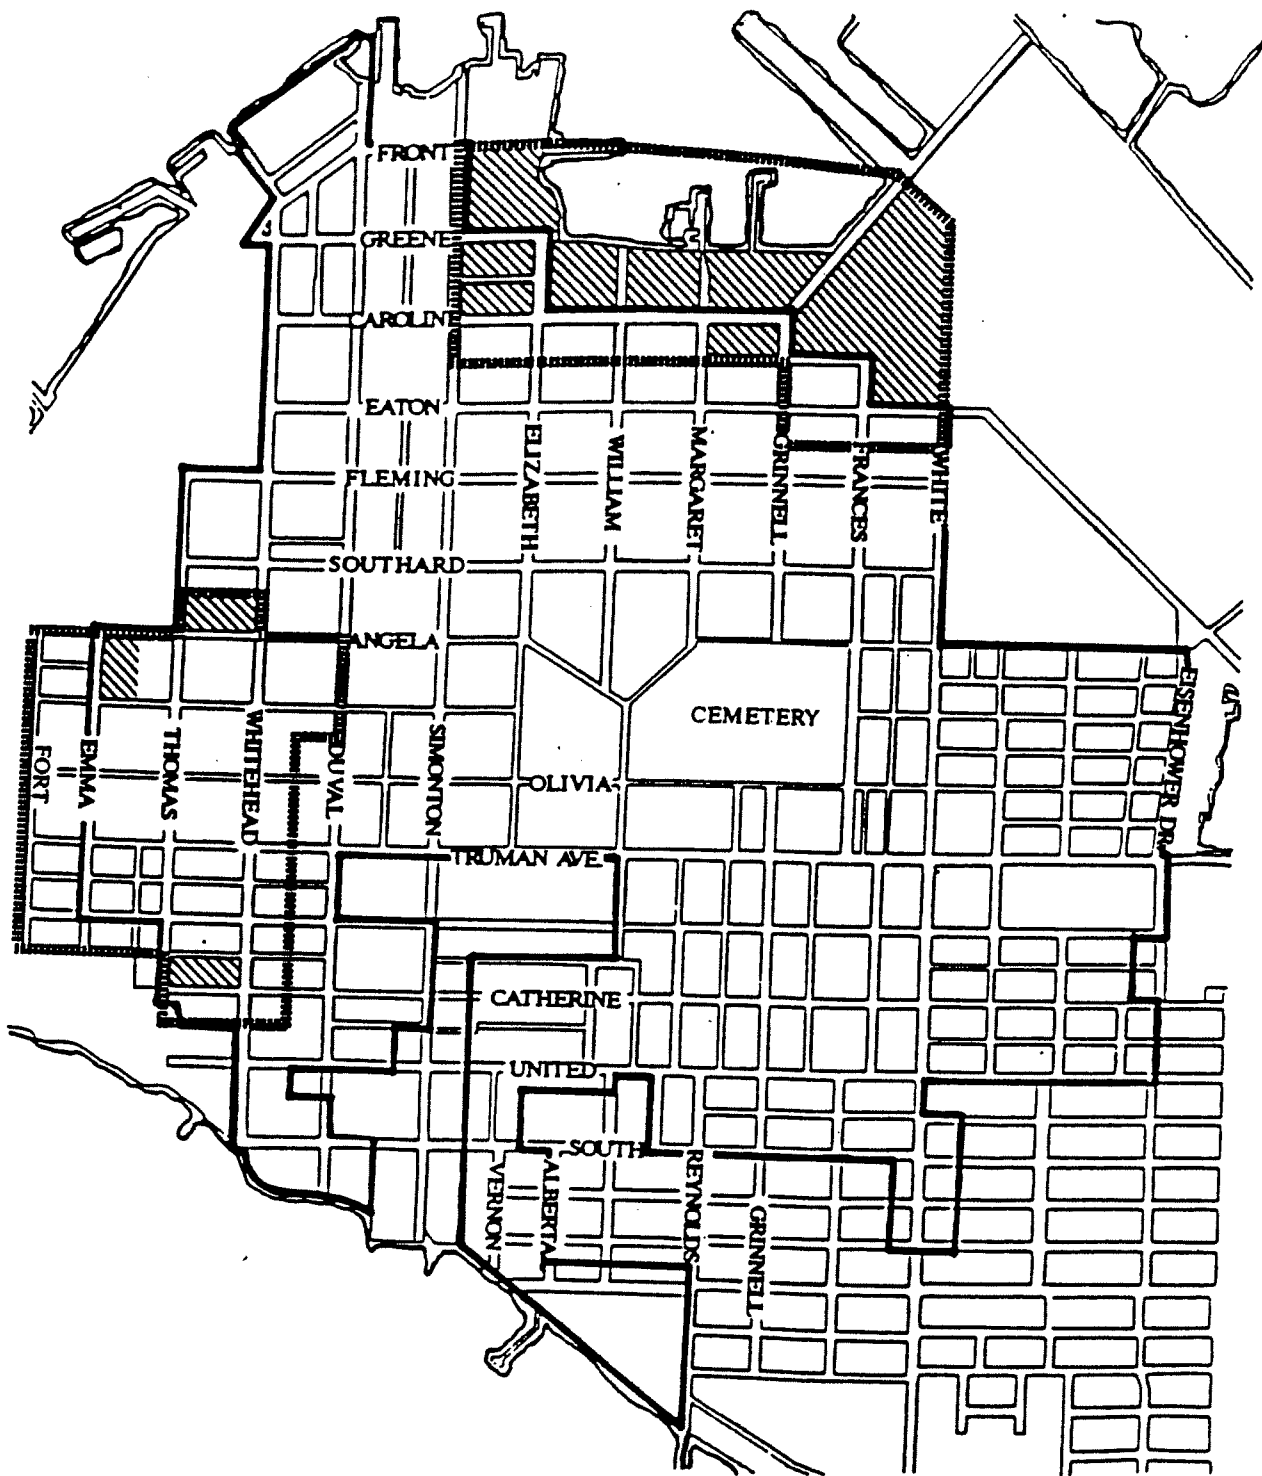 FRONT
GREENE
CAROLINE
EATON
FLEMING
ELIZABETH
WILLIAM
MARGARET
GRINNELL
FRANCES
WHITE
SOUTHARD
ANGELA
CEMETERY
EISENHOWER DR.
FORT
EMMA
THOMAS
WHITEHEAD
DUVAL
SIMONTON
OLIVIA
TRUMAN AVE.
CATHERINE
UNITED
SOUTH
VERNON
ALBERTA
REYNOLDS
GRINNELL